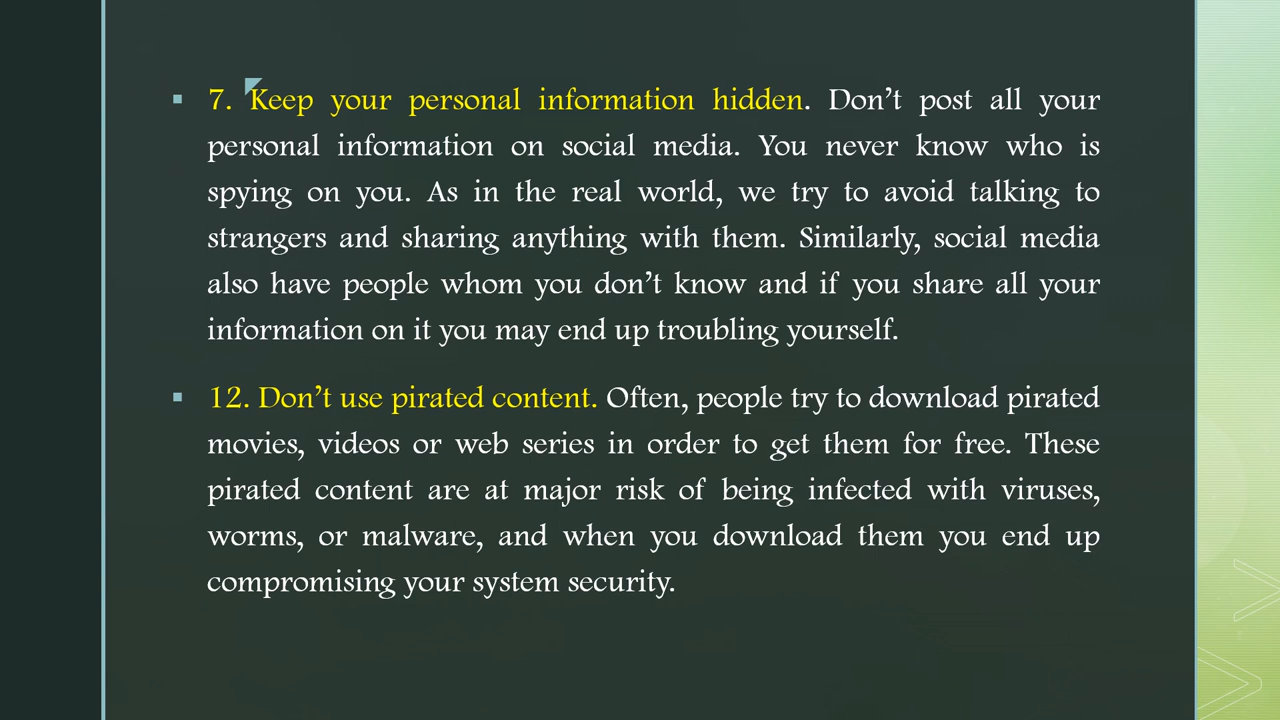 ▪ 7. Keep your personal information hidden. Don’t post all your
personal information on social media. You never know who is
spying on you. As in the real world, we try to avoid talking to
strangers and sharing anything with them. Similarly, social media
also have people whom you don’t know and if you share all your
information on it you may end up troubling yourself.
▪ 12. Don’t use pirated content. Often, people try to download pirated
movies, videos or web series in order to get them for free. These
pirated content are at major risk of being infected with viruses,
worms, or malware, and when you download them you end up
compromising your system security.